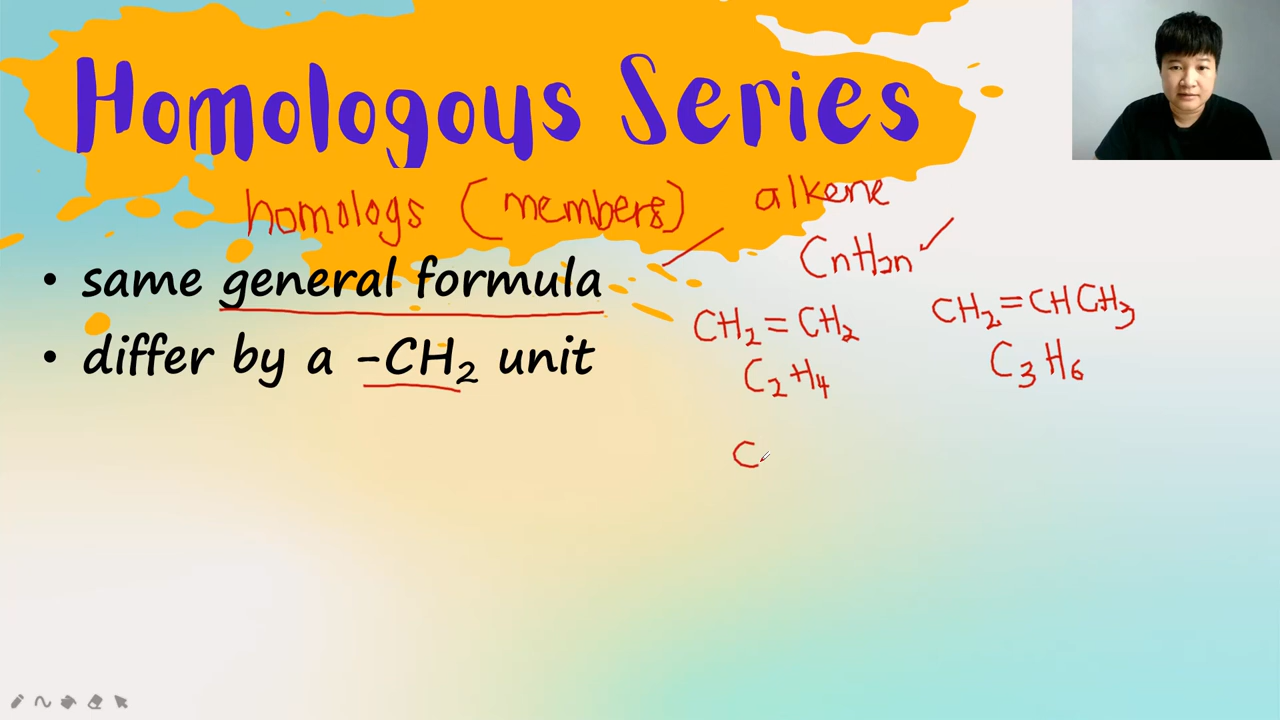 Homologous Series
homologs (members)
alkene
CnH2n ✓
• same general formula
• differ by a -CH₂ unit
CH₂=CH₂
C₂H₄
CH₂=CHCH₃
C₃H₆
C